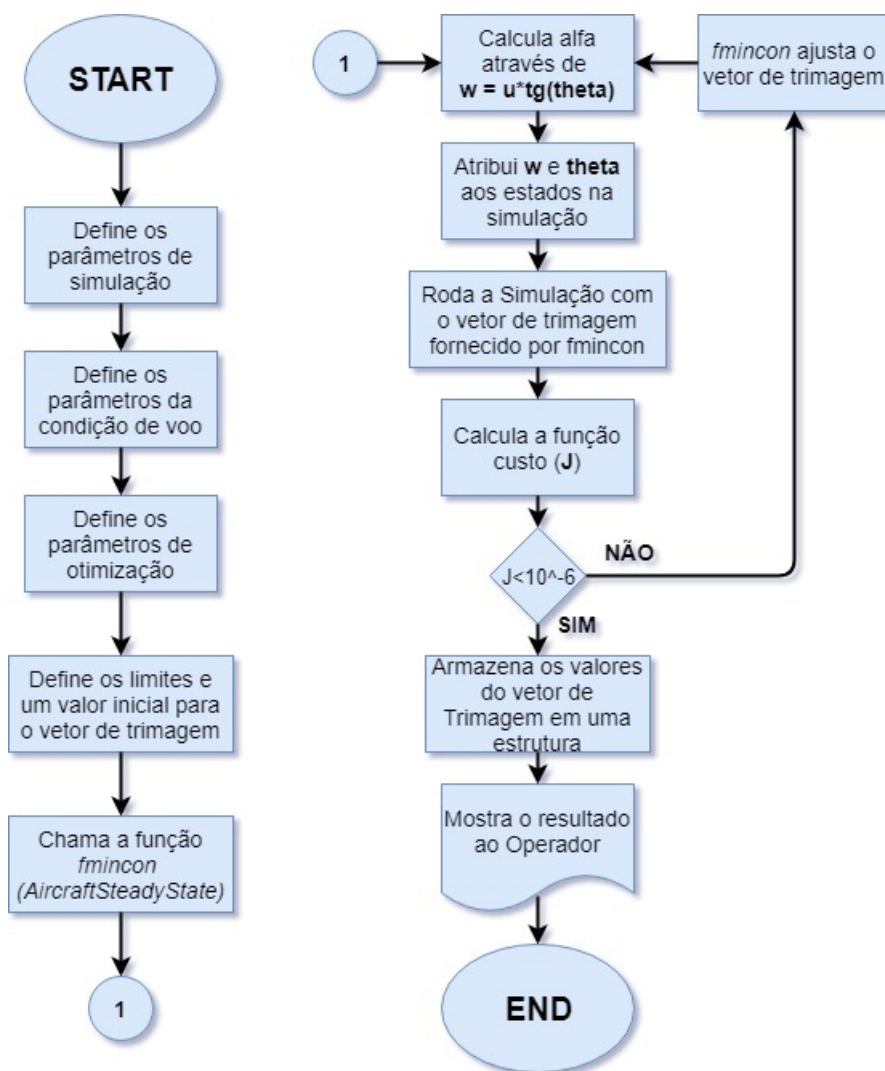 START
Define os
parâmetros de
simulação
Define os
parâmetros da
condição de voo
Define os
parâmetros de
otimização
Define os limites e
um valor inicial para
o vetor de trimagem
Chama a função
fmincon
(AircraftSteadyState)
1
1
Calcula alfa
através de
w = u*tg(theta)
fmincon ajusta o
vetor de trimagem
Atribui w e theta
aos estados na
simulação
Roda a Simulação com
o vetor de trimagem
fornecido por fmincon
Calcula a função
custo (J)
J<10^-6
NÃO
SIM
Armazena os valores
do vetor de
Trimagem em uma
estrutura
Mostra o resultado
ao Operador
END